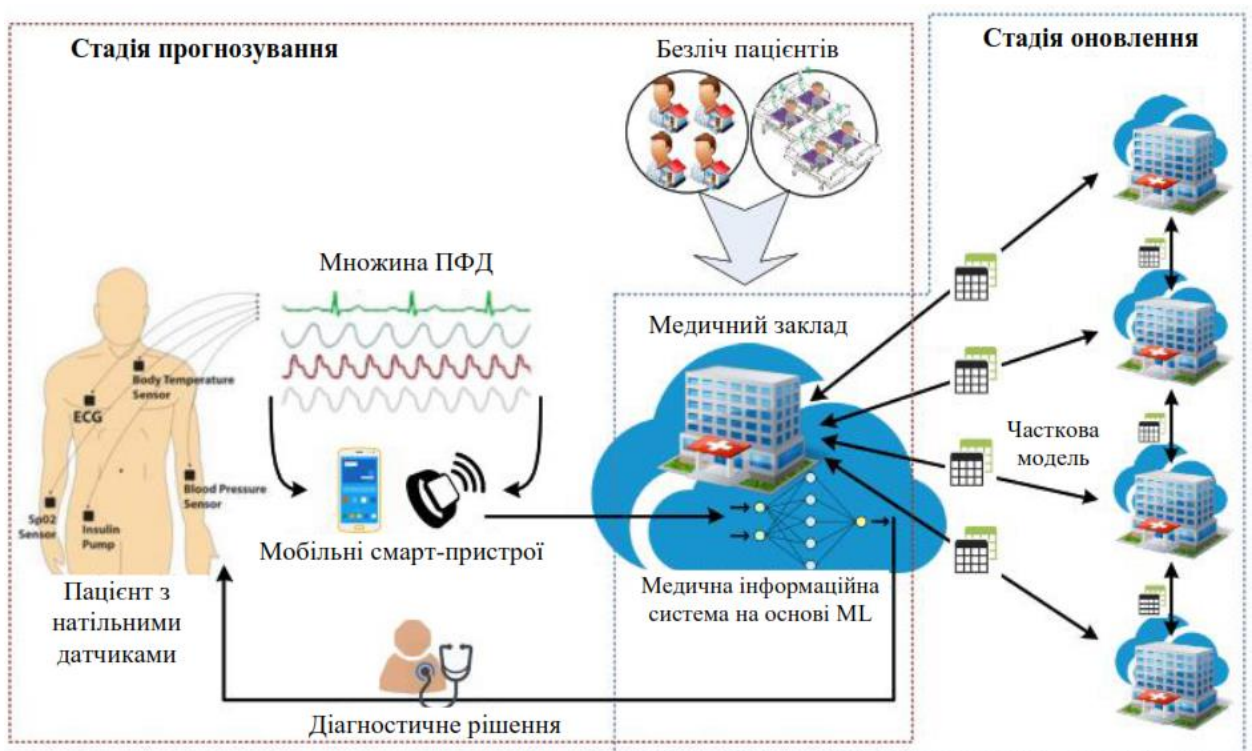 Стадія прогнозування
Безліч пацієнтів
Стадія оновлення
Множина ПФД
Медичний заклад
Body Temperature
Sensor
ECG
Blood Pressure
Sensor
Sp02
Sensor
Insulin
Pump
Часткова
модель
Мобільні смарт-пристрої
Пацієнт з
натільними
датчиками
Медична інформаційна
система на основі ML
Діагностичне рішення